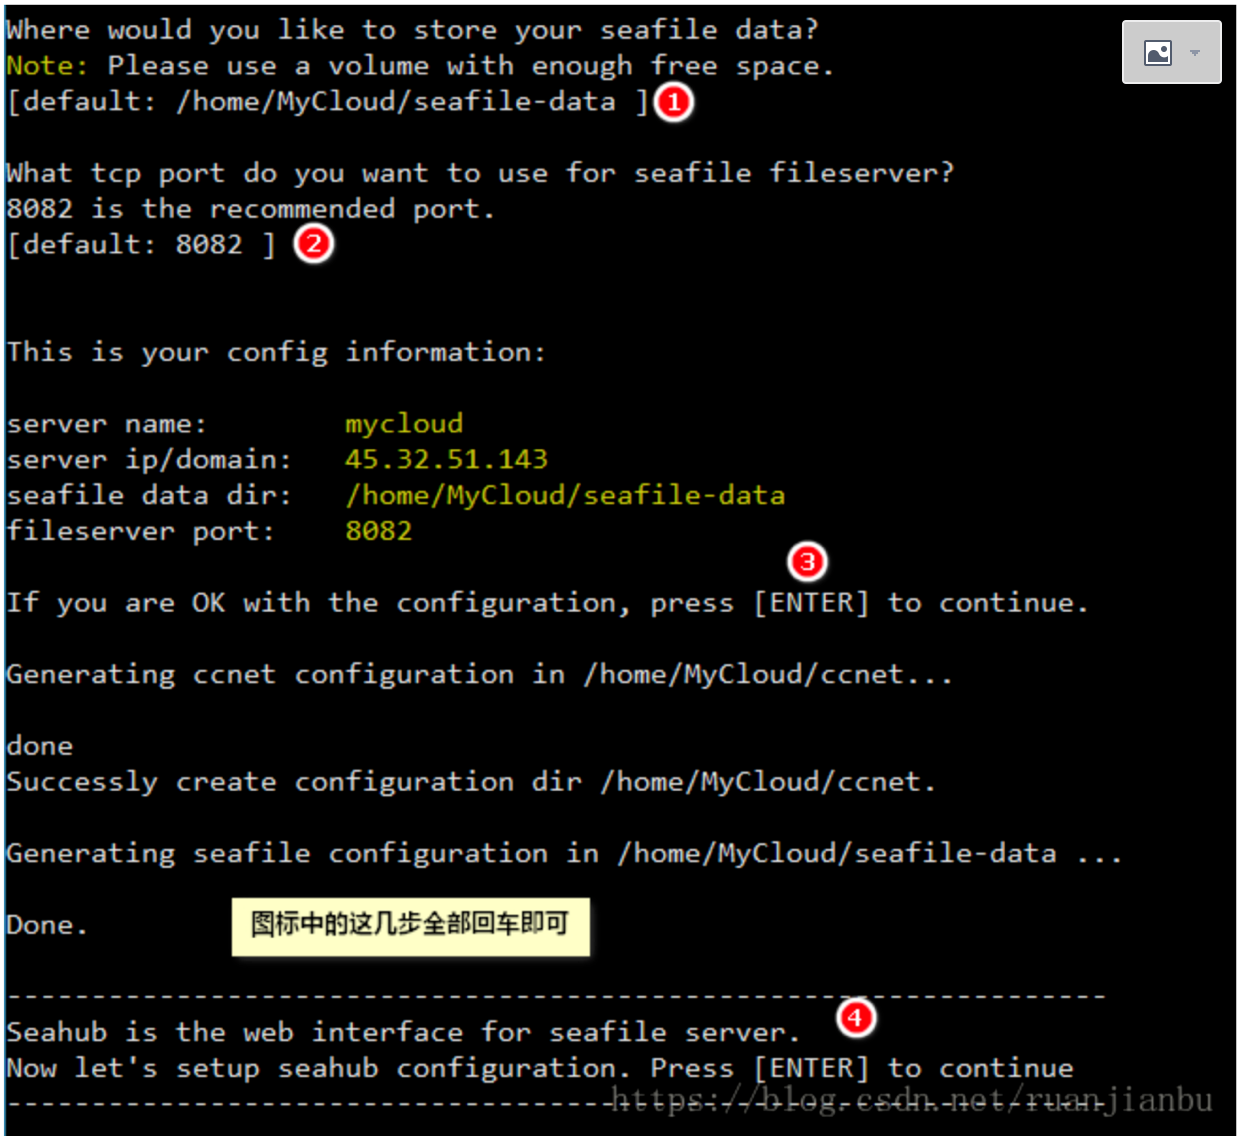 Where would you like to store your seafile data?
Note: Please use a volume with enough free space.
[default: /home/MyCloud/seafile-data ] 1
What tcp port do you want to use for seafile fileserver?
8082 is the recommended port.
[default: 8082 ] 2
This is your config information:
server name: mycloud
server ip/domain: 45.32.51.143
seafile data dir: /home/MyCloud/seafile-data
fileserver port: 8082
3
If you are OK with the configuration, press [ENTER] to continue.
Generating ccnet configuration in /home/MyCloud/ccnet...
done
Successly create configuration dir /home/MyCloud/ccnet.
Generating seafile configuration in /home/MyCloud/seafile-data ...
Done.
图标中的这几步全部回车即可
-----------------------------------------------------------------
Seahub is the web interface for seafile server. 4
Now let's setup seahub configuration. Press [ENTER] to continue
-----------------------------------------------------------------
https://blog.csdn.net/ruanjianbu